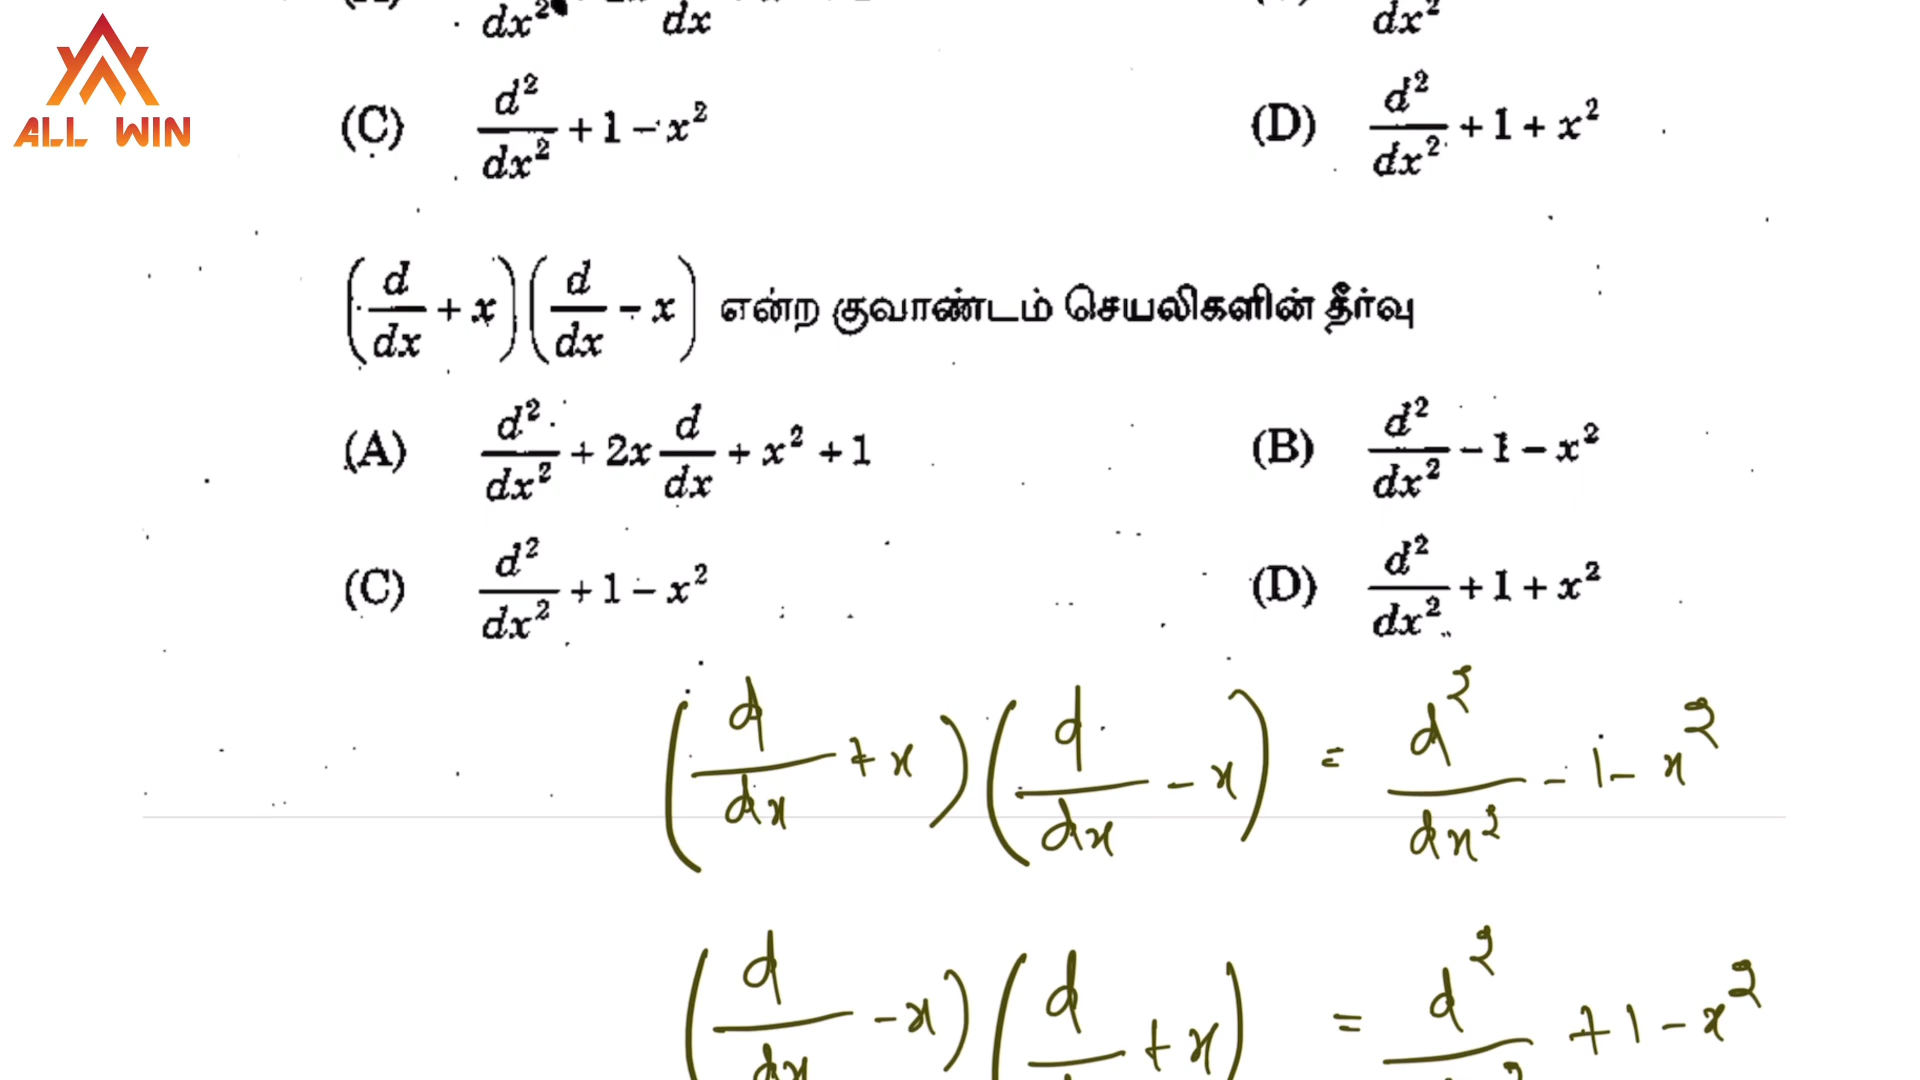 dx² dx dx²
ALL WIN
(C) d²/dx² + 1 - x² (D) d²/dx² + 1 + x²
(d/dx + x)(d/dx - x) என்ற குவாண்டம் செயலிகளின் தீர்வு
(A) d²/dx² + 2x d/dx + x² + 1 (B) d²/dx² - 1 - x²
(C) d²/dx² + 1 - x² (D) d²/dx² + 1 + x²
(d/dx + x)(d/dx - x) = d²/dx² - 1 - x²
(d/dx - x)(d + x) = d² + 1 - x²